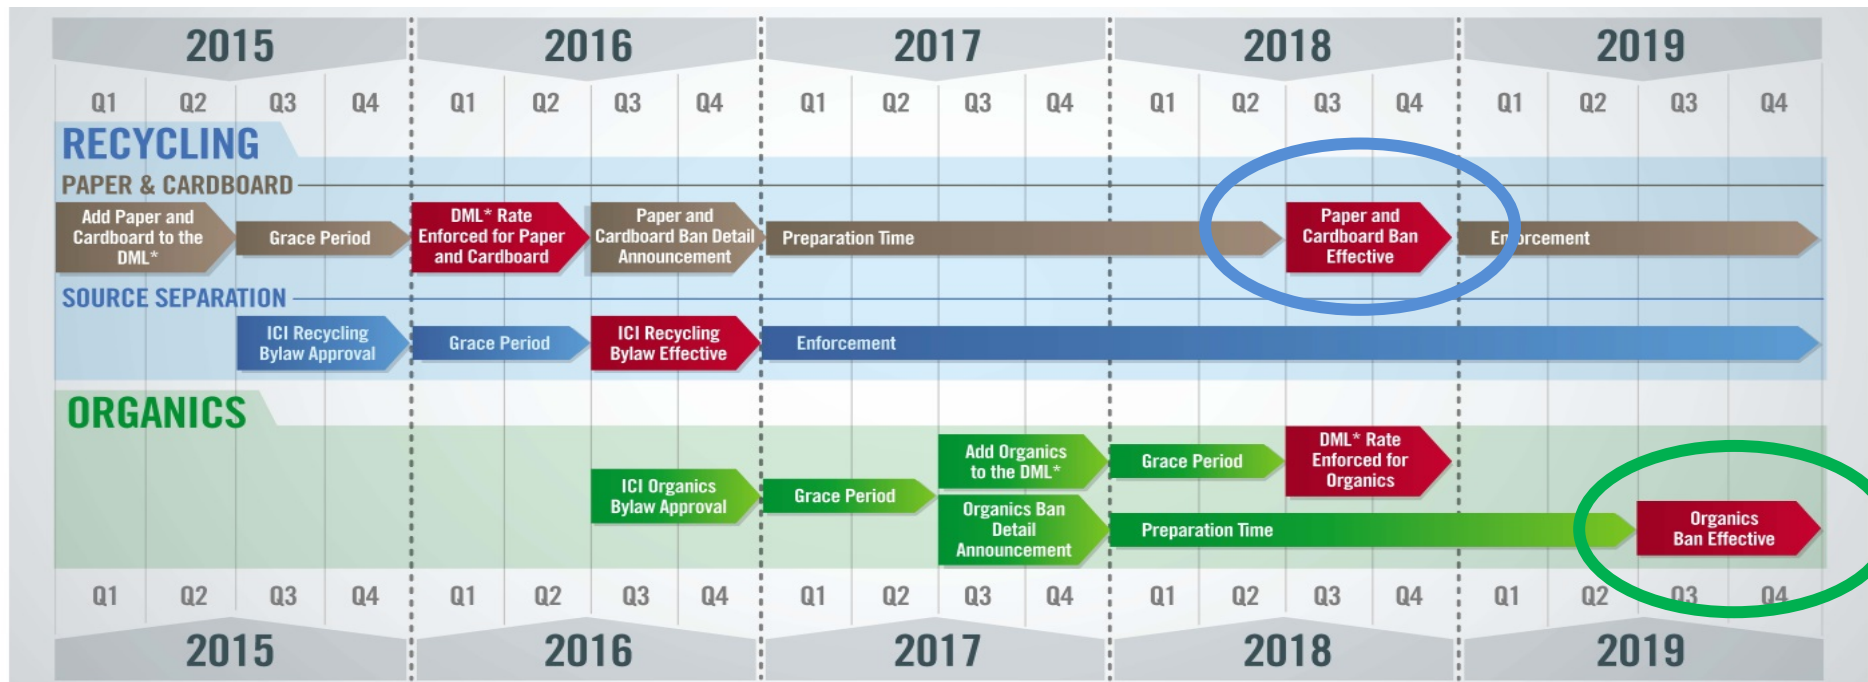 2015 2016 2017 2018 2019
Q1 Q2 Q3 Q4 Q1 Q2 Q3 Q4 Q1 Q2 Q3 Q4 Q1 Q2 Q3 Q4 Q1 Q2 Q3 Q4
RECYCLING
PAPER & CARDBOARD
Add Paper and
Cardboard to the
DML*
Grace Period
DML* Rate
Enforced for Paper
and Cardboard
Paper and
Cardboard Ban Detail
Announcement
Preparation Time
Paper and
Cardboard Ban
Effective
Enforcement
SOURCE SEPARATION
ICI Recycling
Bylaw Approval
Grace Period
ICI Recycling
Bylaw Effective
Enforcement
ORGANICS
ICI Organics
Bylaw Approval
Grace Period
Add Organics
to the DML*
Grace Period
DML* Rate
Enforced for
Organics
Organics Ban
Detail
Announcement
Preparation Time
Organics
Ban Effective
Q1 Q2 Q3 Q4 Q1 Q2 Q3 Q4 Q1 Q2 Q3 Q4 Q1 Q2 Q3 Q4 Q1 Q2 Q3 Q4
2015 2016 2017 2018 2019